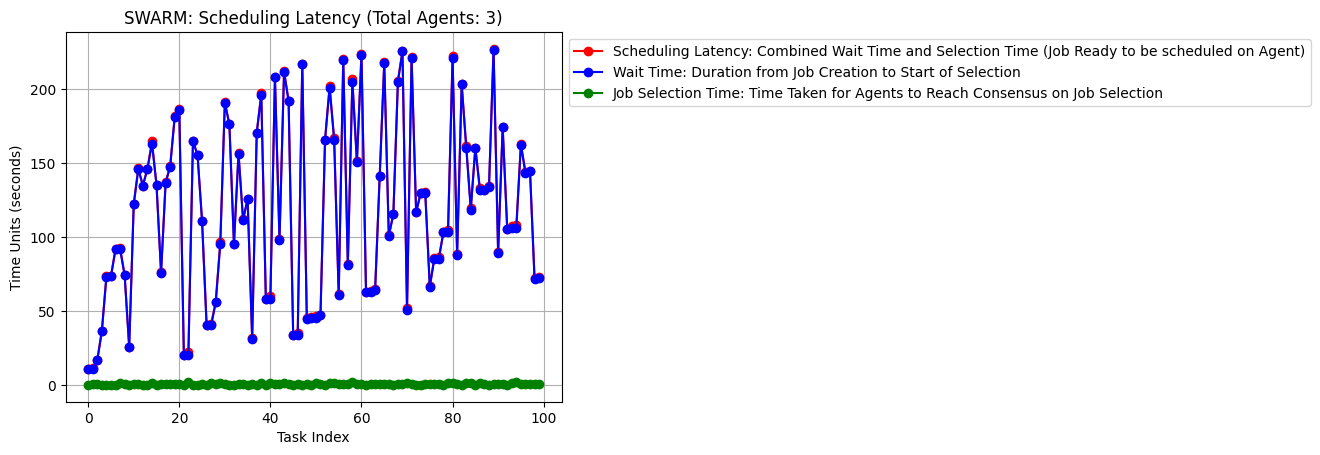 SWARM: Scheduling Latency (Total Agents: 3)
Scheduling Latency: Combined Wait Time and Selection Time (Job Ready to be scheduled on Agent)
Wait Time: Duration from Job Creation to Start of Selection
Job Selection Time: Time Taken for Agents to Reach Consensus on Job Selection
Time Units (seconds)
200
150
100
50
0
0 20 40 60 80 100
Task Index